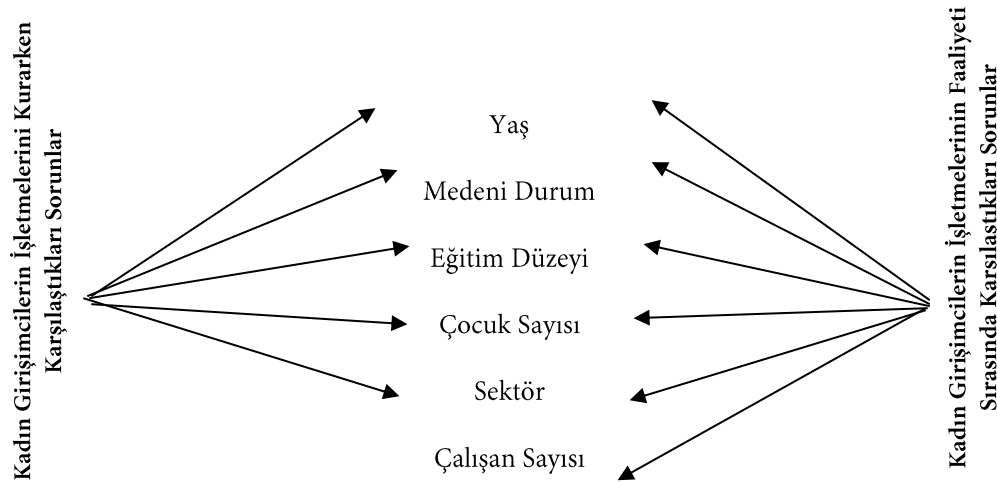 Kadın Girişimcilerin İşletmelerini Kurarken
Karşılaştıkları Sorunlar
Yaş
Medeni Durum
Eğitim Düzeyi
Çocuk Sayısı
Sektör
Çalışan Sayısı
Kadın Girişimcilerin İşletmelerinin Faaliyeti
Sırasında Karşılaştıkları Sorunlar